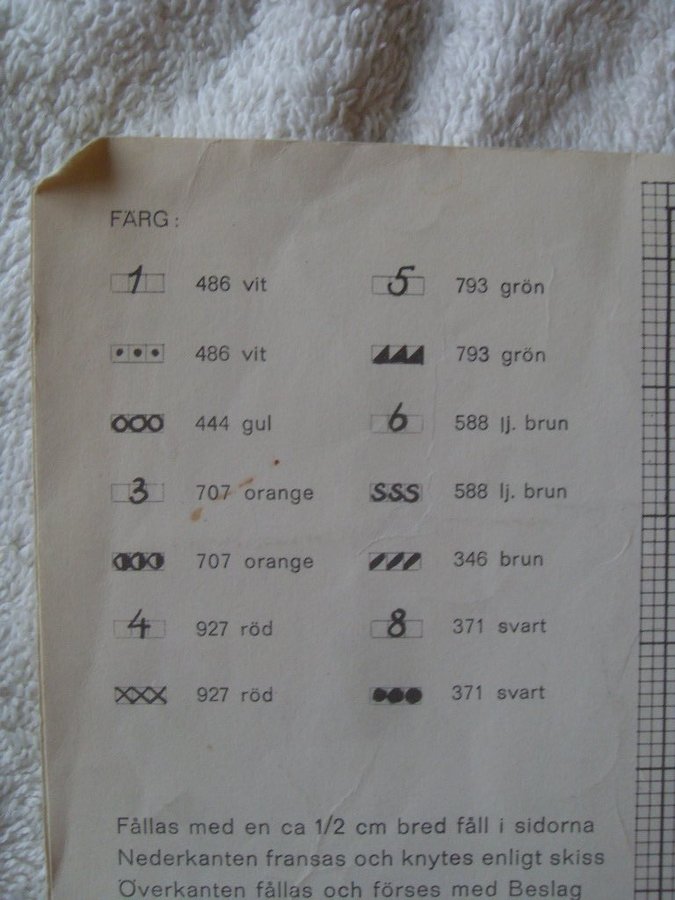 FÄRG:
1 486 vit
486 vit
444 gul
3 707 orange
707 orange
4 927 röd
927 röd
5 793 grön
793 grön
6 588 lj. brun
588 lj. brun
346 brun
8 371 svart
371 svart
Fållas med en ca 1/2 cm bred fåll i sidorna
Nederkanten fransas och knytes enligt skiss
Överkanten fållas och förses med Beslag